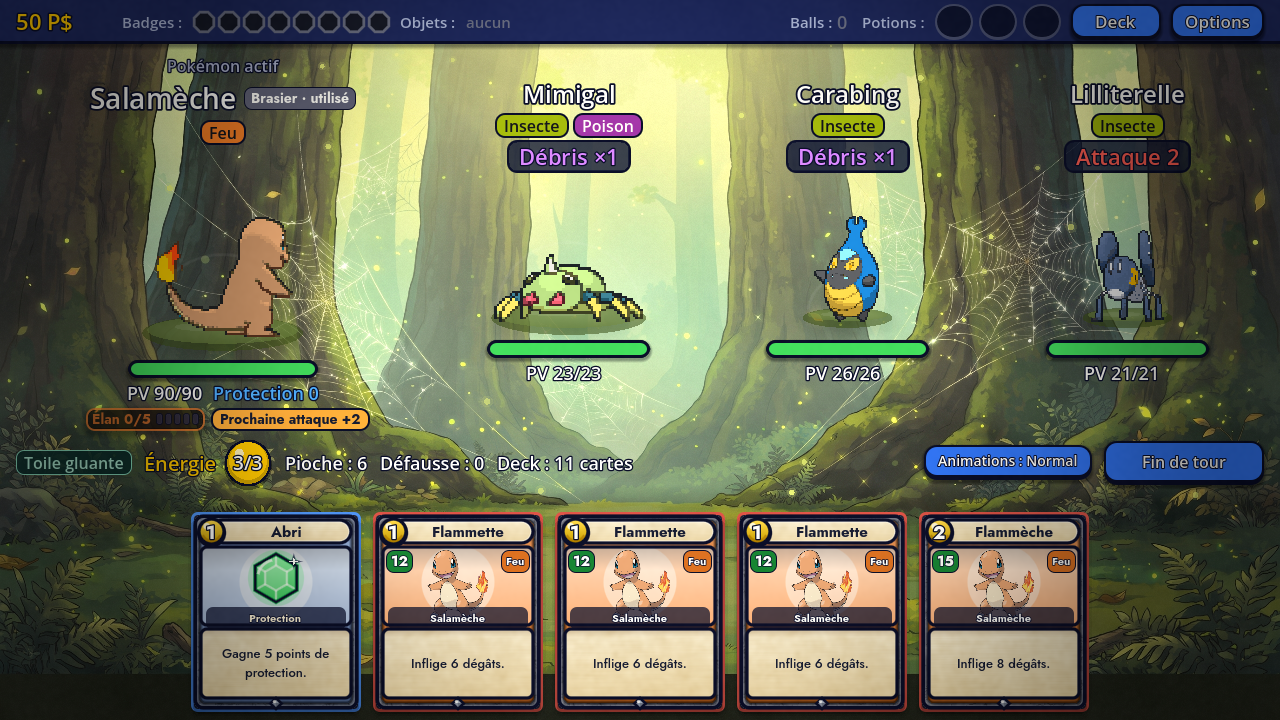 50 P$
Badges :
Objets : aucun
Balls : 0
Potions :
Deck
Options
Pokémon actif
Salamèche
Brasier · utilisé
Feu
Mimigal
Insecte
Poison
Débris ×1
Carabing
Insecte
Débris ×1
Lilliterelle
Insecte
Attaque 2
PV 90/90
Protection 0
Élan 0/5
Prochaine attaque +2
PV 23/23
PV 26/26
PV 21/21
Toile gluante
Énergie
3/3
Pioche : 6
Défausse : 0
Deck : 11 cartes
Animations : Normal
Fin de tour
1
Abri
Protection
Gagne 5 points de
protection.
1
Flammette
12
Feu
Salamèche
Inflige 6 dégâts.
1
Flammette
12
Feu
Salamèche
Inflige 6 dégâts.
1
Flammette
12
Feu
Salamèche
Inflige 6 dégâts.
2
Flammèche
15
Feu
Salamèche
Inflige 8 dégâts.